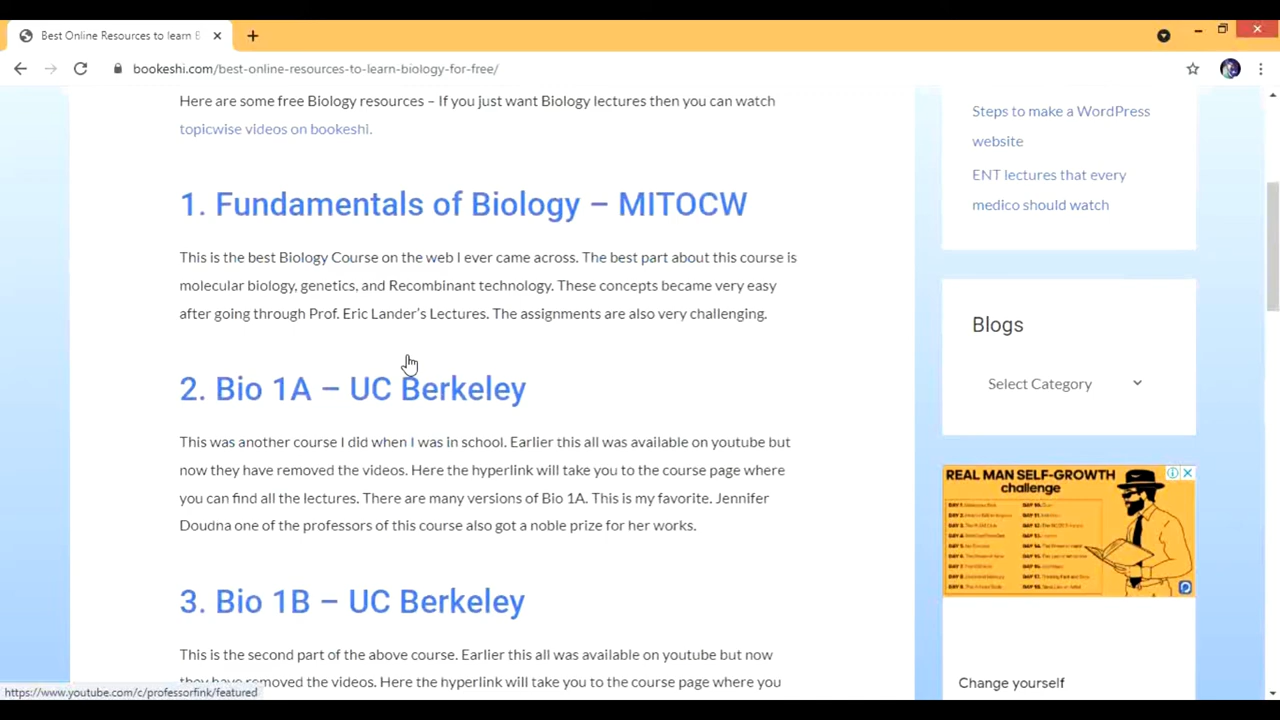 Best Online Resources to learn B
bookeshi.com/best-online-resources-to-learn-biology-for-free/
Here are some free Biology resources – If you just want Biology lectures then you can watch
topicwise videos on bookeshi.
1. Fundamentals of Biology – MITOCW
This is the best Biology Course on the web I ever came across. The best part about this course is
molecular biology, genetics, and Recombinant technology. These concepts became very easy
after going through Prof. Eric Lander's Lectures. The assignments are also very challenging.
2. Bio 1A – UC Berkeley
This was another course I did when I was in school. Earlier this all was available on youtube but
now they have removed the videos. Here the hyperlink will take you to the course page where
you can find all the lectures. There are many versions of Bio 1A. This is my favorite. Jennifer
Doudna one of the professors of this course also got a noble prize for her works.
3. Bio 1B – UC Berkeley
This is the second part of the above course. Earlier this all was available on youtube but now
they have removed the videos. Here the hyperlink will take you to the course page where you
https://www.youtube.com/c/professorfink/featured
Steps to make a WordPress
website
ENT lectures that every
medico should watch
Blogs
Select Category
REAL MAN SELF-GROWTH
challenge
Change yourself